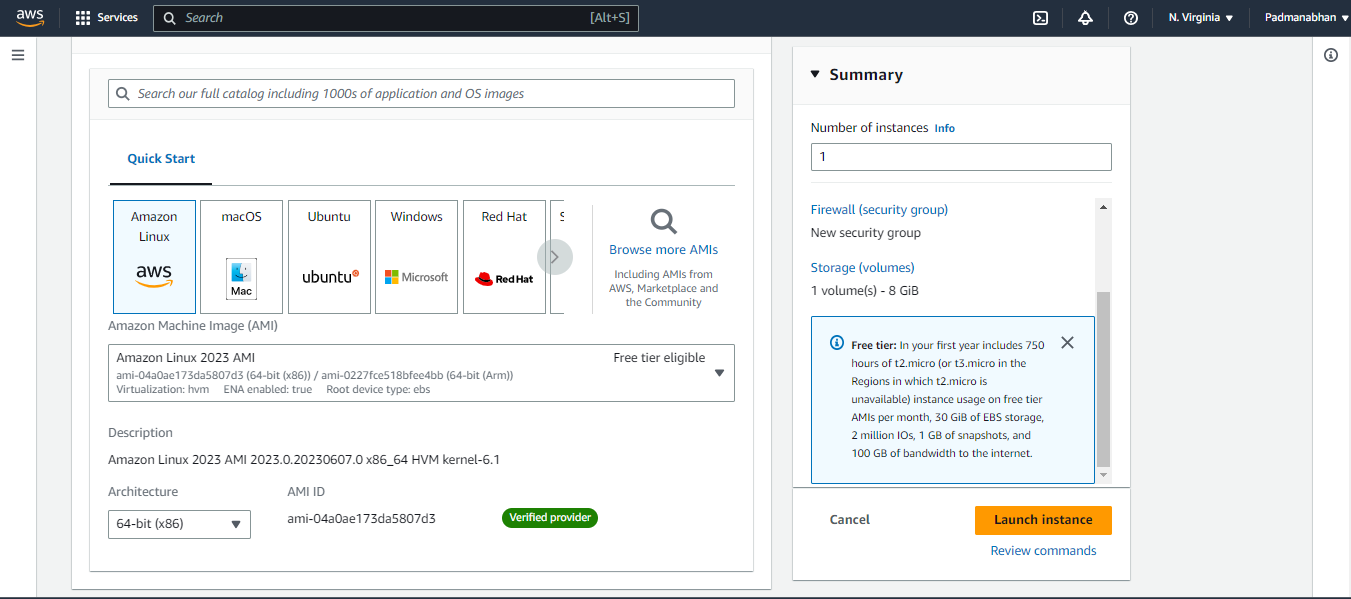 aws
Services
Search
[Alt+S]
N. Virginia
Padmanabhan
Search our full catalog including 1000s of application and OS images
Quick Start
Amazon
Linux
aws
macOS
Mac
Ubuntu
ubuntu
Windows
Microsoft
Red Hat
Red Hat
S
Browse more AMIs
Including AMIs from
AWS, Marketplace and
the Community
Amazon Machine Image (AMI)
Amazon Linux 2023 AMI
Free tier eligible
ami-04a0ae173da5807d3 (64-bit (x86)) / ami-0227fce518bfee4bb (64-bit (Arm))
Virtualization: hvm ENA enabled: true Root device type: ebs
Description
Amazon Linux 2023 AMI 2023.0.20230607.0 x86_64 HVM kernel-6.1
Architecture
AMI ID
64-bit (x86)
ami-04a0ae173da5807d3
Verified provider
Summary
Number of instances Info
1
Firewall (security group)
New security group
Storage (volumes)
1 volume(s) - 8 GiB
Free tier: In your first year includes 750
hours of t2.micro (or t3.micro in the
Regions in which t2.micro is
unavailable) instance usage on free tier
AMIs per month, 30 GiB of EBS storage,
2 million IOs, 1 GB of snapshots, and
100 GB of bandwidth to the internet.
Cancel
Launch instance
Review commands